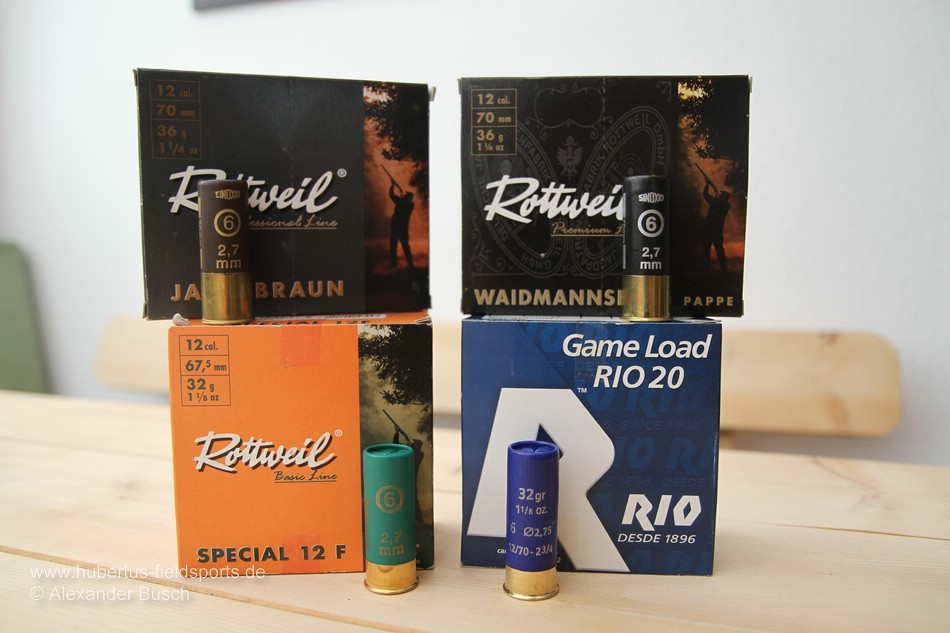 12 cal.
70 mm
36 g
1 1/4 oz
Rottweil®
Line
JA BRAUN
SINOXID
6
2,7
mm
12 cal.
70 mm
36 g
1 1/4 oz
Rottweil
Premium L
WAIDMANNS PAPPE
SINOXID
6
2,7
mm
12 cal.
67,5 mm
32 g
1 1/8 oz
Rottweil®
Basic Line
SPECIAL 12 F
6
2,7
mm
Game Load
RIO 20
R™
RIO
DESDE 1896
32gr
1 1/8 OZ.
6 Ø2,75
12/70-2 3/4
www.hubertus-fieldsports.de
© Alexander Busch